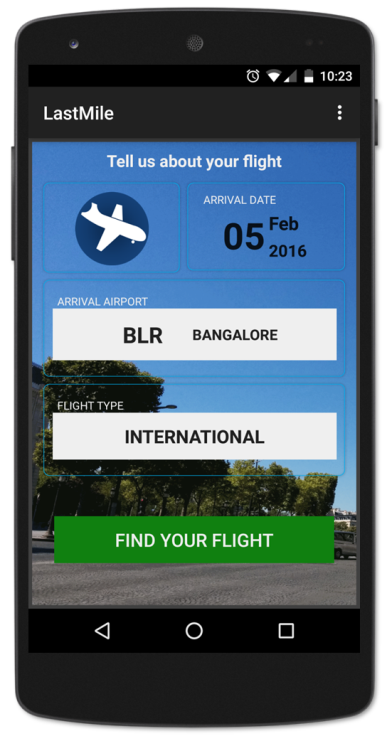 10:23
LastMile
Tell us about your flight
ARRIVAL DATE
05 Feb
2016
ARRIVAL AIRPORT
BLR BANGALORE
FLIGHT TYPE
INTERNATIONAL
FIND YOUR FLIGHT